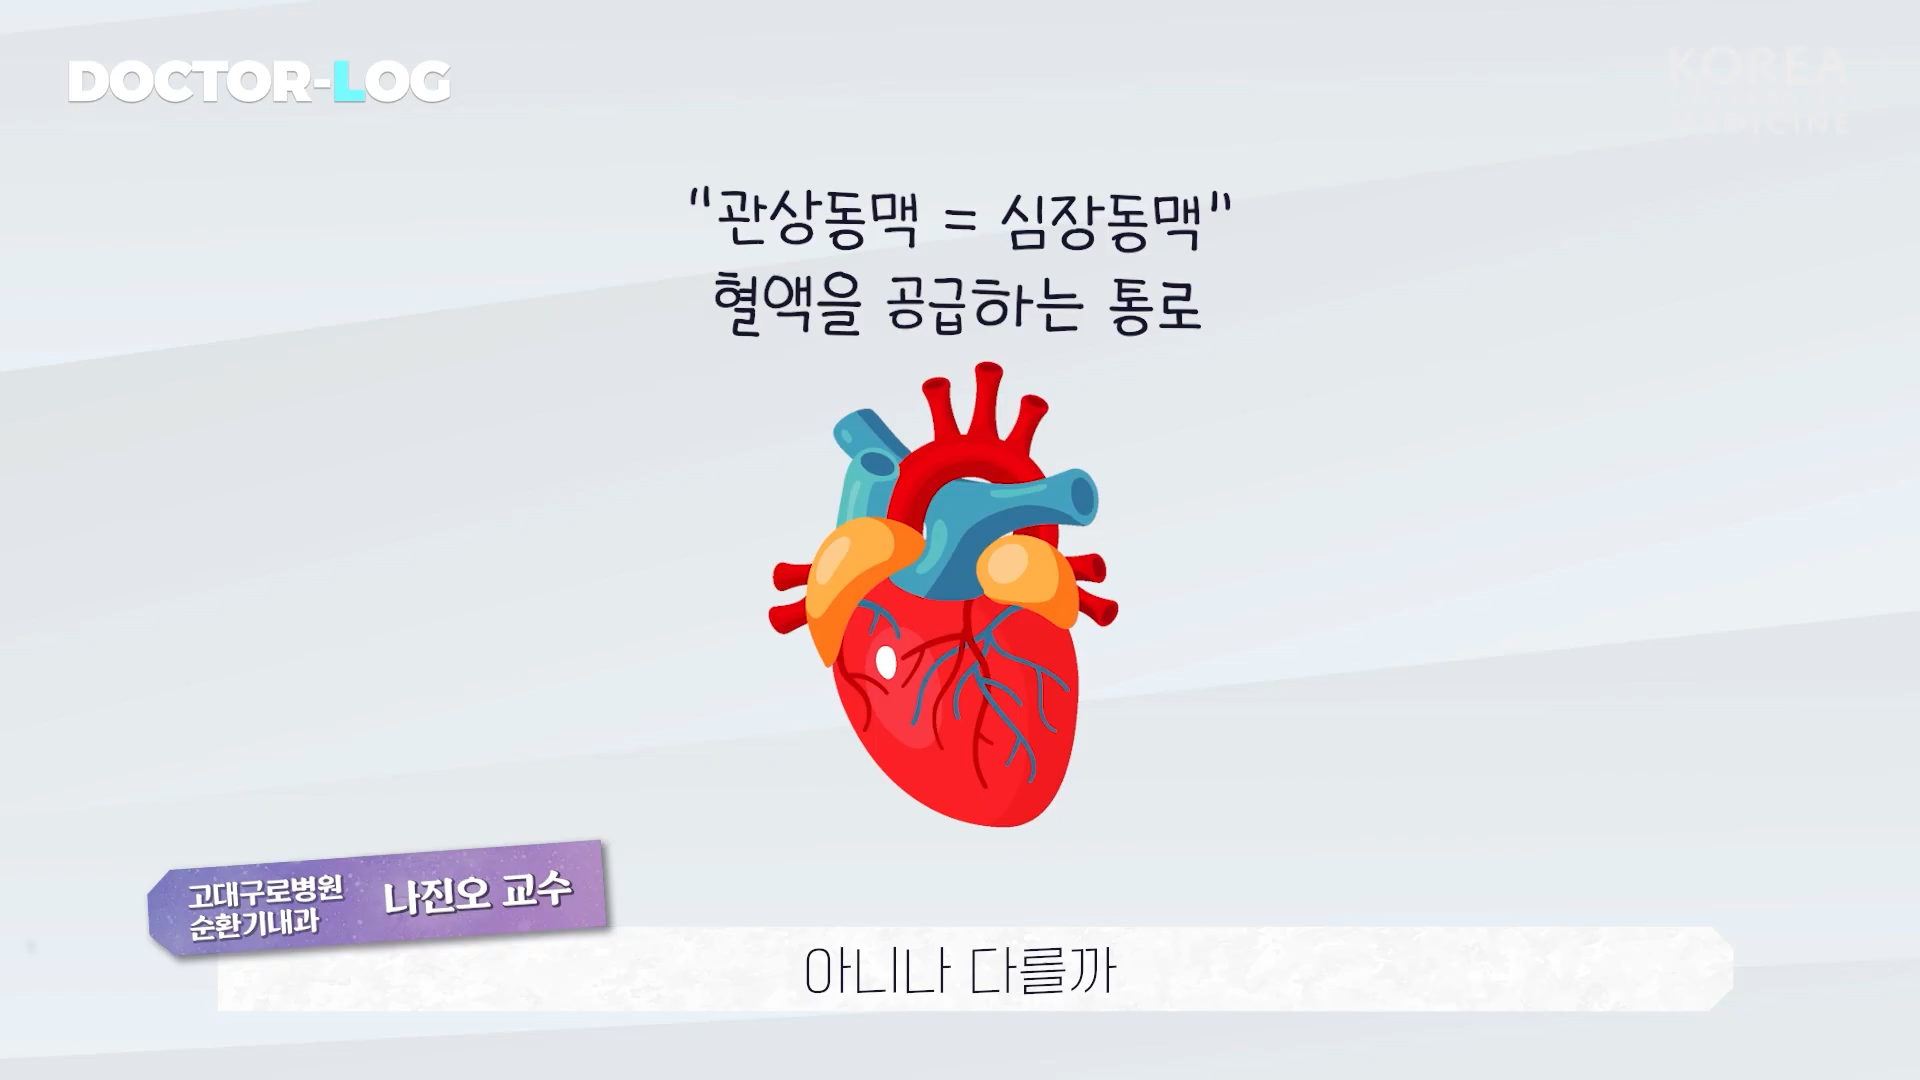 DOCTOR-LOG
KOREA
MEDICINE
"관상동맥 = 심장동맥"
혈액을 공급하는 통로
고대구로병원
순환기내과
나진오 교수
아니나 다를까